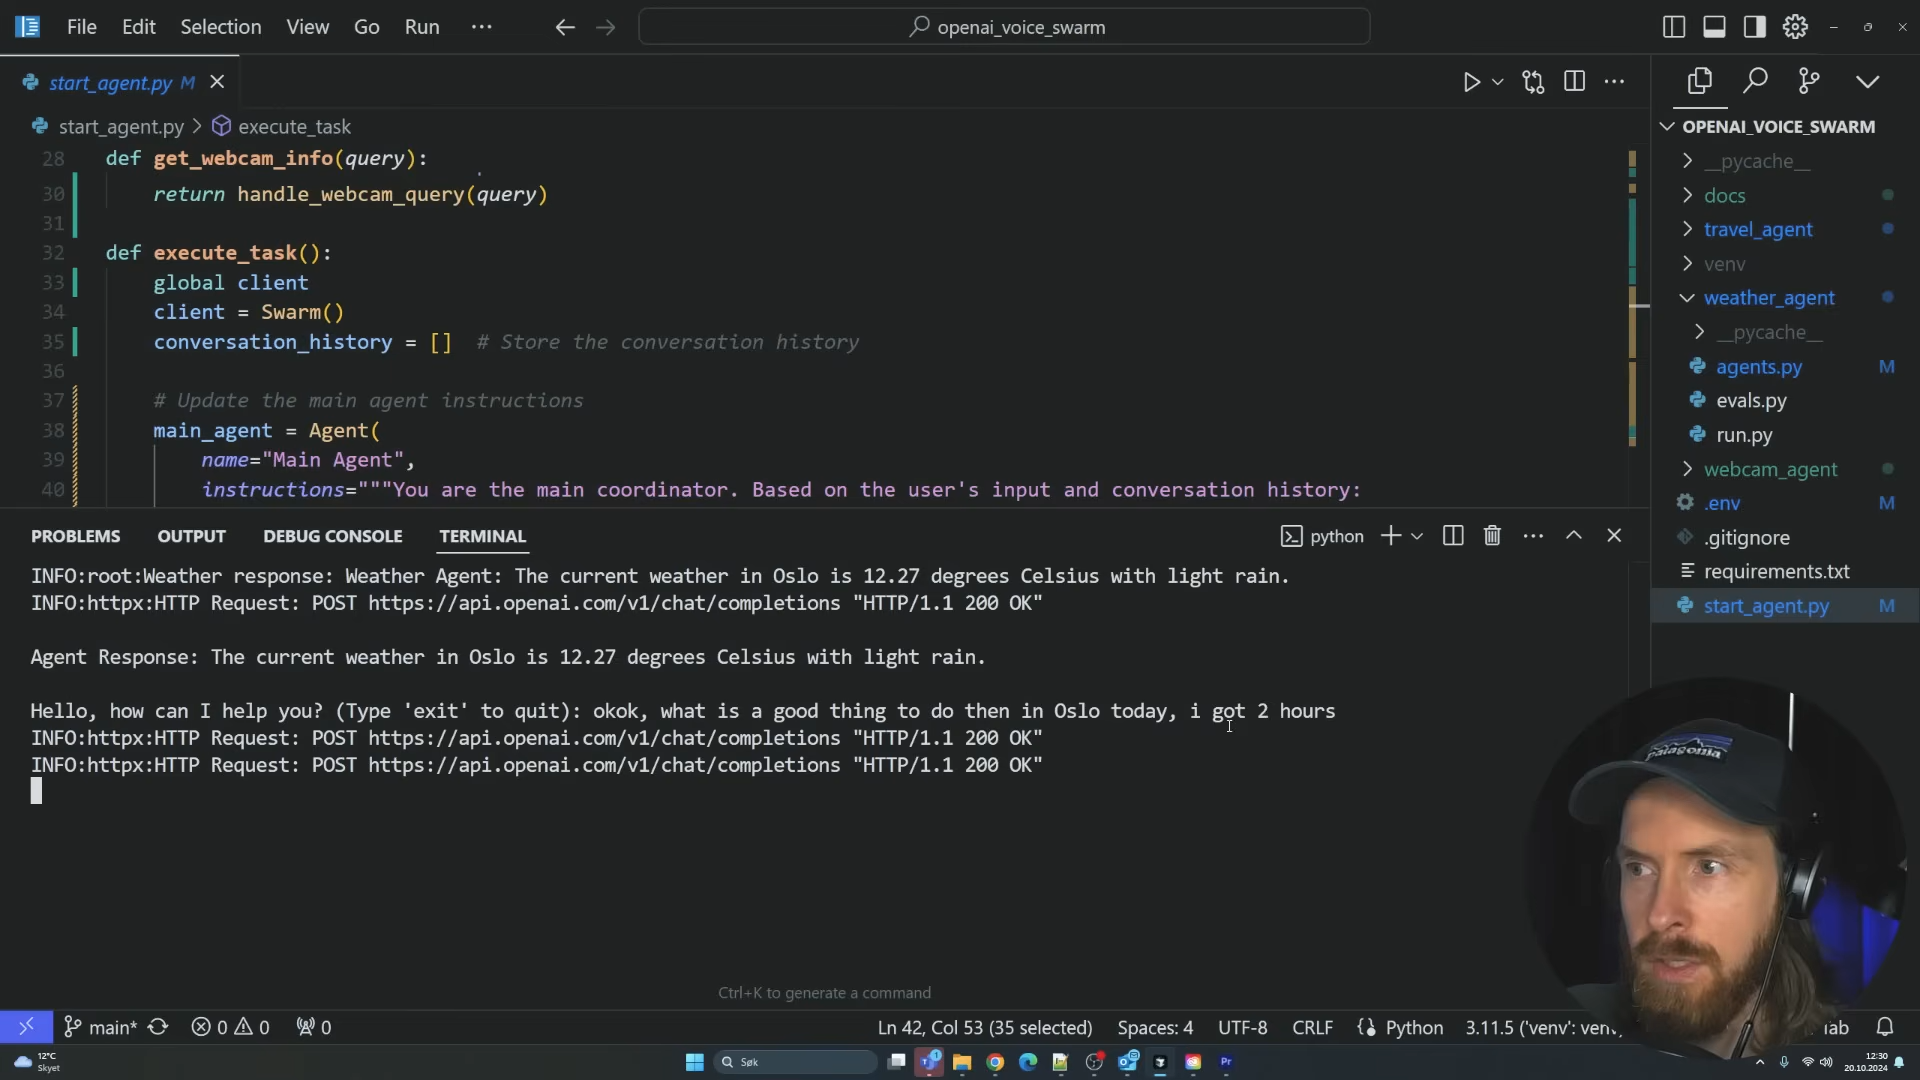 File Edit Selection View Go Run ··· openai_voice_swarm
start_agent.py M
start_agent.py > execute_task
28 def get_webcam_info(query):
30 return handle_webcam_query(query)
31
32 def execute_task():
33 global client
34 client = Swarm()
35 conversation_history = [] # Store the conversation history
36
37 # Update the main agent instructions
38 main_agent = Agent(
39 name="Main Agent",
40 instructions="""You are the main coordinator. Based on the user's input and conversation history:
OPENAI_VOICE_SWARM
__pycache__
docs
travel_agent
venv
weather_agent
__pycache__
agents.py M
evals.py
run.py
webcam_agent
.env M
.gitignore
requirements.txt
start_agent.py M
PROBLEMS OUTPUT DEBUG CONSOLE TERMINAL python
INFO:root:Weather response: Weather Agent: The current weather in Oslo is 12.27 degrees Celsius with light rain.
INFO:httpx:HTTP Request: POST https://api.openai.com/v1/chat/completions "HTTP/1.1 200 OK"
Agent Response: The current weather in Oslo is 12.27 degrees Celsius with light rain.
Hello, how can I help you? (Type 'exit' to quit): okok, what is a good thing to do then in Oslo today, i got 2 hours
INFO:httpx:HTTP Request: POST https://api.openai.com/v1/chat/completions "HTTP/1.1 200 OK"
INFO:httpx:HTTP Request: POST https://api.openai.com/v1/chat/completions "HTTP/1.1 200 OK"
patagonia
Ctrl+K to generate a command
main* 0 0 0 Ln 42, Col 53 (35 selected) Spaces: 4 UTF-8 CRLF Python 3.11.5 ('venv': ven
12°C
Skyet
Søk
Pr
12:30
20.10.2024